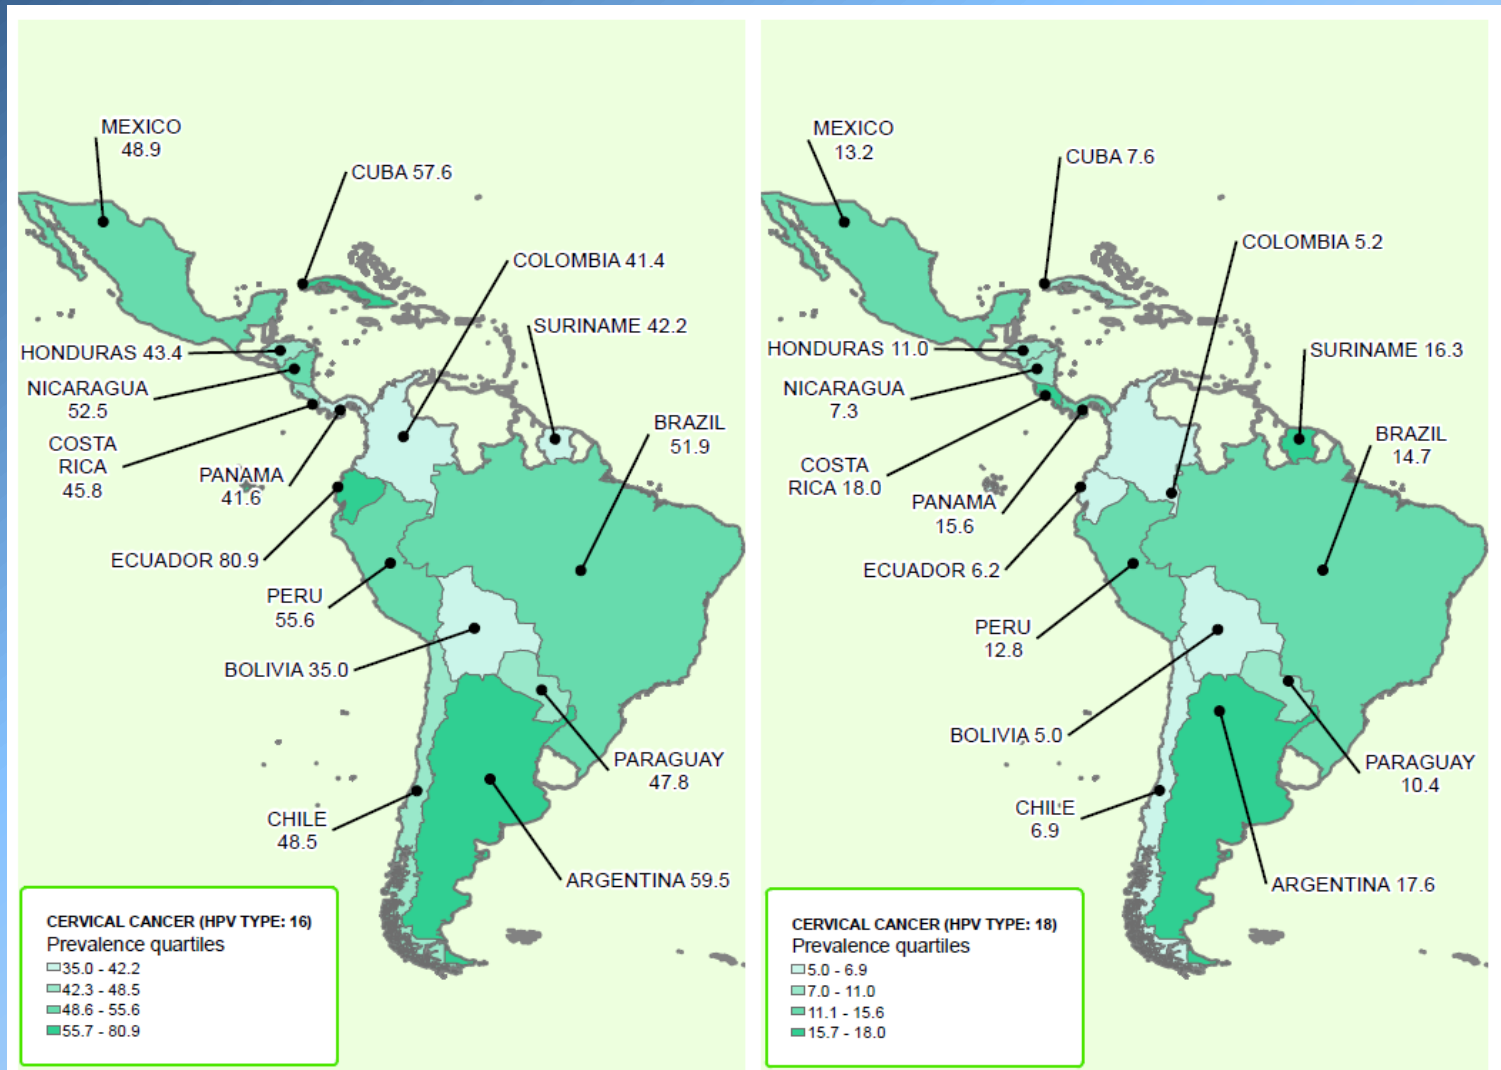 MEXICO
48.9
CUBA 57.6
COLOMBIA 41.4
SURINAME 42.2
HONDURAS 43.4
NICARAGUA
52.5
COSTA
RICA
45.8
PANAMA
41.6
BRAZIL
51.9
ECUADOR 80.9
PERU
55.6
BOLIVIA 35.0
PARAGUAY
47.8
CHILE
48.5
ARGENTINA 59.5
CERVICAL CANCER (HPV TYPE: 16)
Prevalence quartiles
35.0 - 42.2
42.3 - 48.5
48.6 - 55.6
55.7 - 80.9
MEXICO
13.2
CUBA 7.6
COLOMBIA 5.2
HONDURAS 11.0
SURINAME 16.3
NICARAGUA
7.3
BRAZIL
14.7
COSTA
RICA 18.0
PANAMA
15.6
ECUADOR 6.2
PERU
12.8
BOLIVIA 5.0
PARAGUAY
10.4
CHILE
6.9
ARGENTINA 17.6
CERVICAL CANCER (HPV TYPE: 18)
Prevalence quartiles
5.0 - 6.9
7.0 - 11.0
11.1 - 15.6
15.7 - 18.0